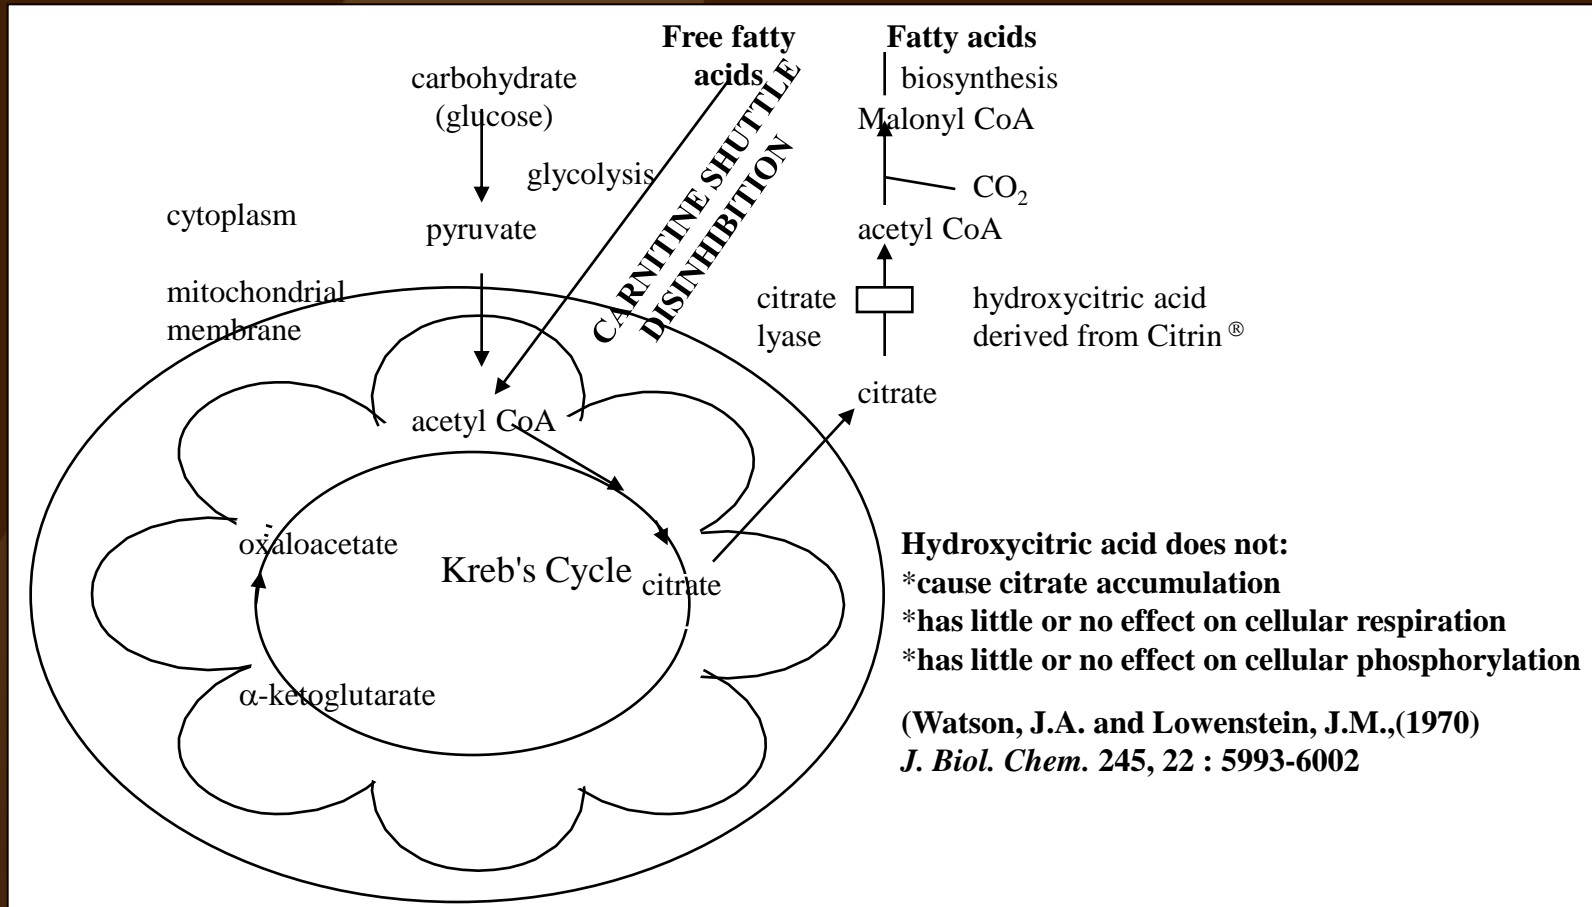 Free fatty
acids
Fatty acids
biosynthesis
carbohydrate
(glucose)
CARNITINE SHUTTLE
DISINHIBITION
Malonyl CoA
glycolysis
CO2
cytoplasm
pyruvate
acetyl CoA
mitochondrial
membrane
citrate
lyase
hydroxycitric acid
derived from Citrin ®
citrate
acetyl CoA
oxaloacetate
Kreb's Cycle
citrate
α-ketoglutarate
Hydroxycitric acid does not:
*cause citrate accumulation
*has little or no effect on cellular respiration
*has little or no effect on cellular phosphorylation
(Watson, J.A. and Lowenstein, J.M.,(1970)
J. Biol. Chem. 245, 22 : 5993-6002